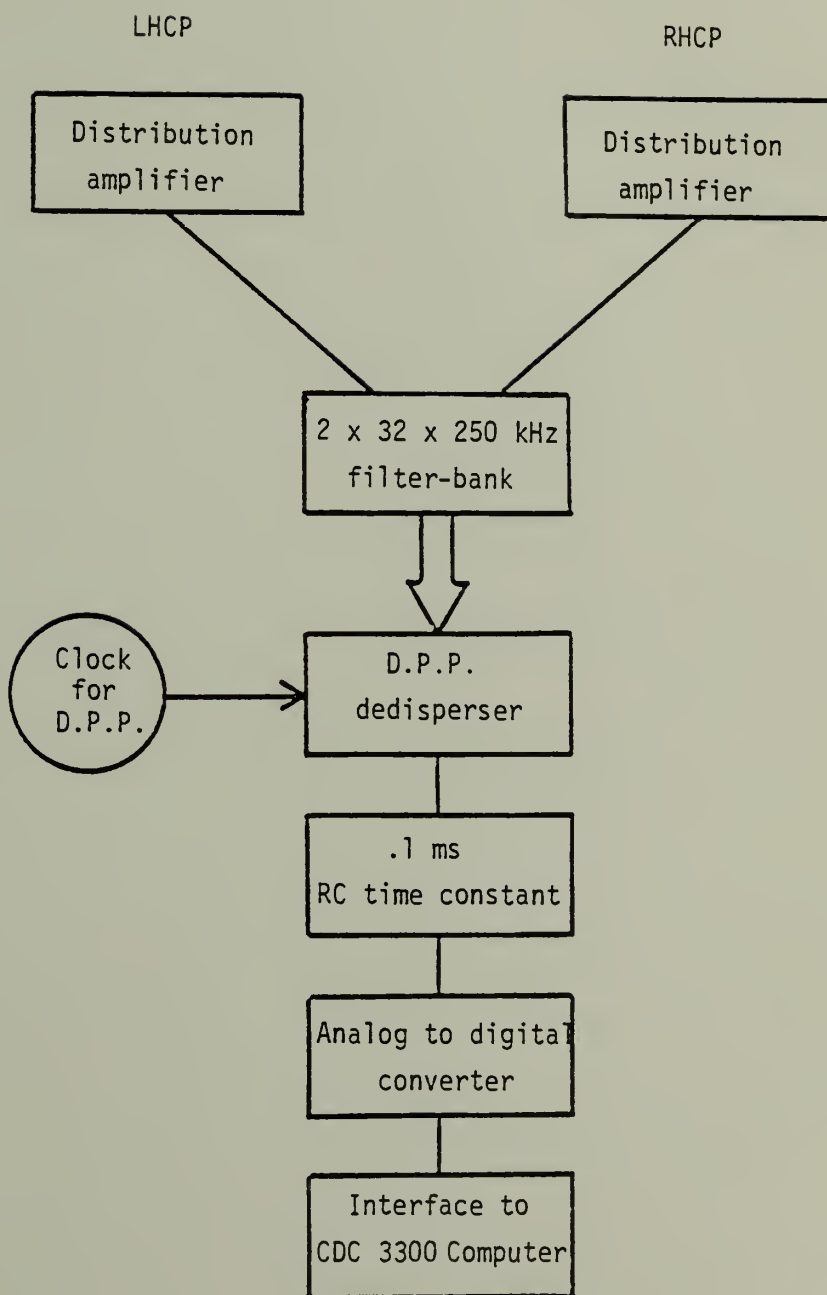 LHCP
RHCP
Distribution
amplifier
Distribution
amplifier
2 x 32 x 250 kHz
filter-bank
Clock
for
D.P.P.
D.P.P.
dedisperser
.1 ms
RC time constant
Analog to digital
converter
Interface to
CDC 3300 Computer